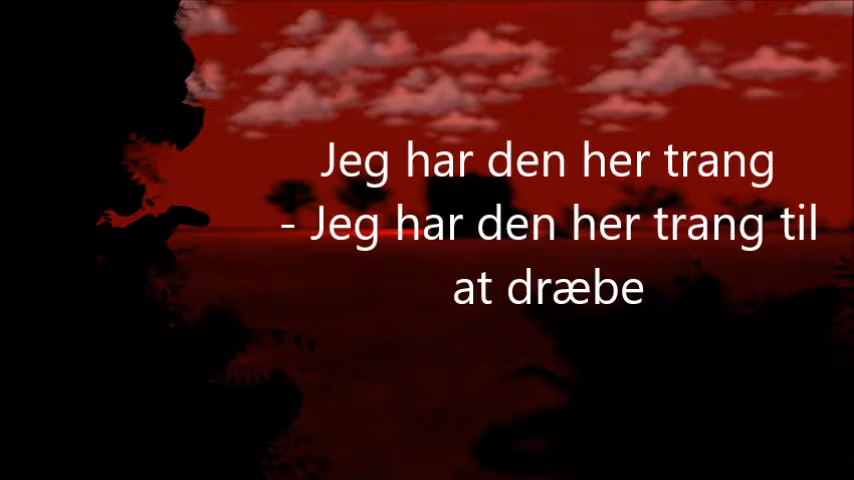 Jeg har den her trang
- Jeg har den her trang til
at dræbe